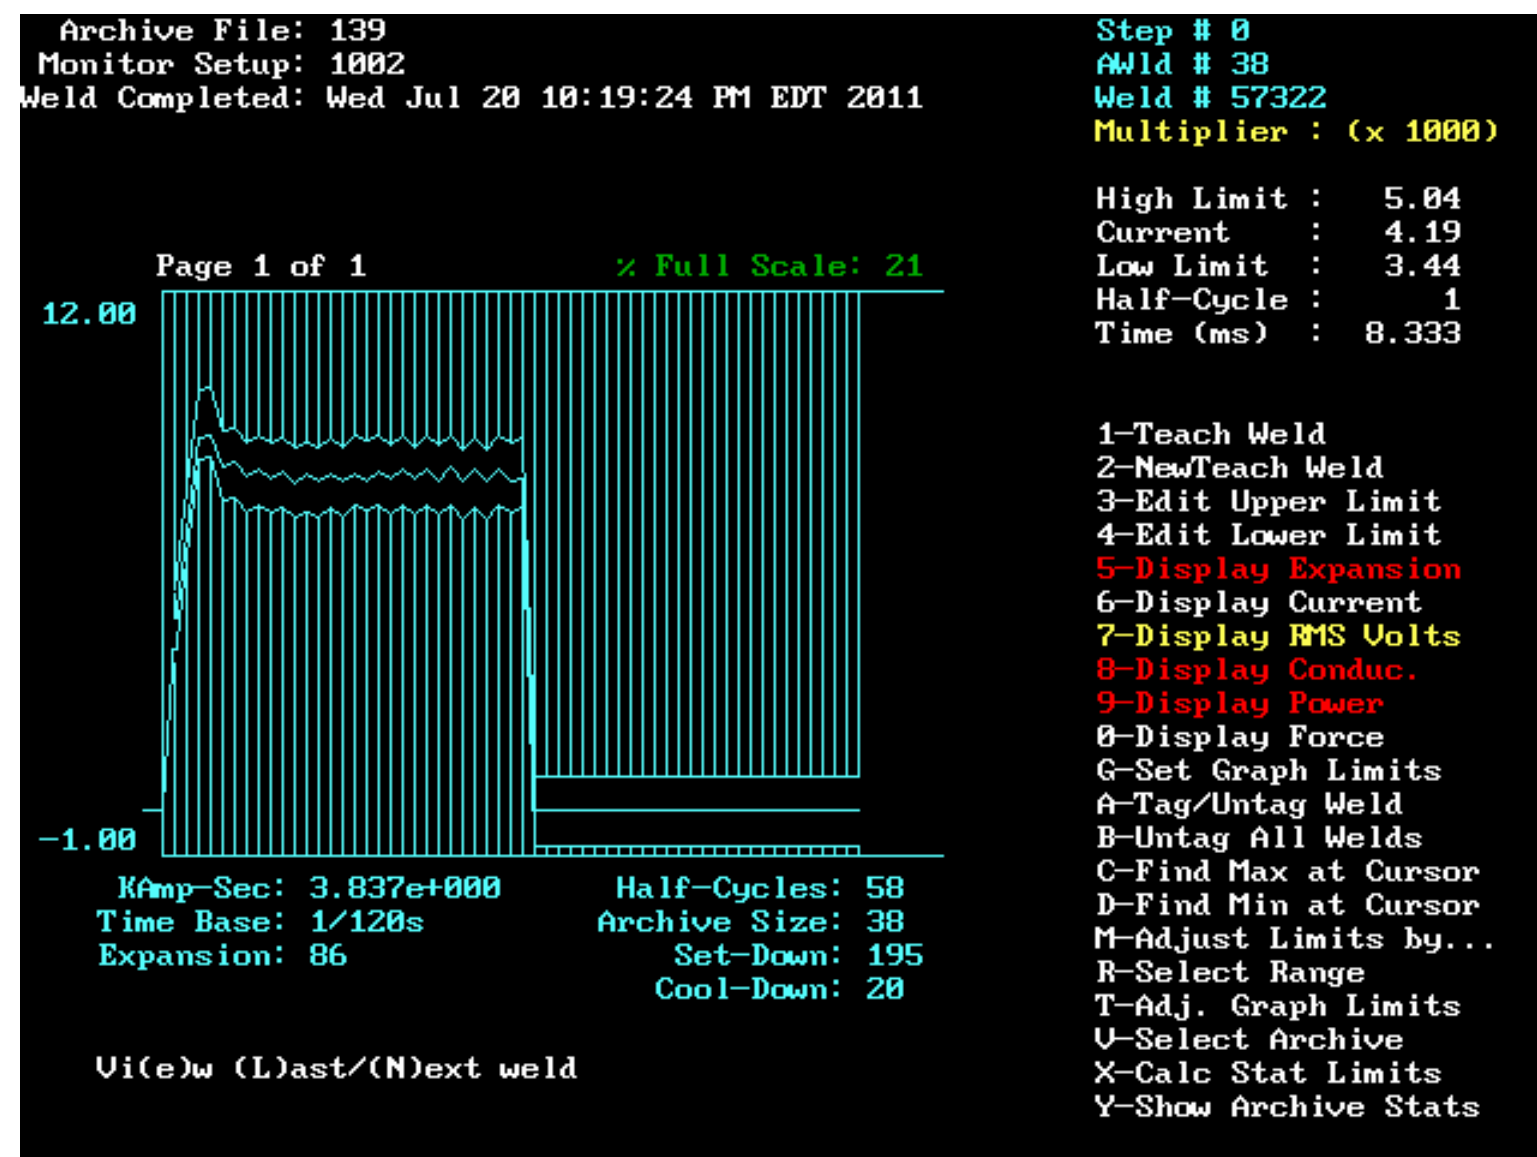 Archive File: 139
Monitor Setup: 1002
Weld Completed: Wed Jul 20 10:19:24 PM EDT 2011
Step # 0
AWld # 38
Weld # 57322
Multiplier : (x 1000)
High Limit : 5.04
Current : 4.19
Low Limit : 3.44
Half-Cycle : 1
Time (ms) : 8.333
Page 1 of 1 % Full Scale: 21
12.00
-1.00
KAmp-Sec: 3.837e+000 Half-Cycles: 58
Time Base: 1/120s Archive Size: 38
Expansion: 86 Set-Down: 195
Cool-Down: 20
Vi(e)w (L)ast/(N)ext weld
1-Teach Weld
2-NewTeach Weld
3-Edit Upper Limit
4-Edit Lower Limit
5-Display Expansion
6-Display Current
7-Display RMS Volts
8-Display Conduc.
9-Display Power
0-Display Force
G-Set Graph Limits
A-Tag/Untag Weld
B-Untag All Welds
C-Find Max at Cursor
D-Find Min at Cursor
M-Adjust Limits by...
R-Select Range
T-Adj. Graph Limits
V-Select Archive
X-Calc Stat Limits
Y-Show Archive Stats